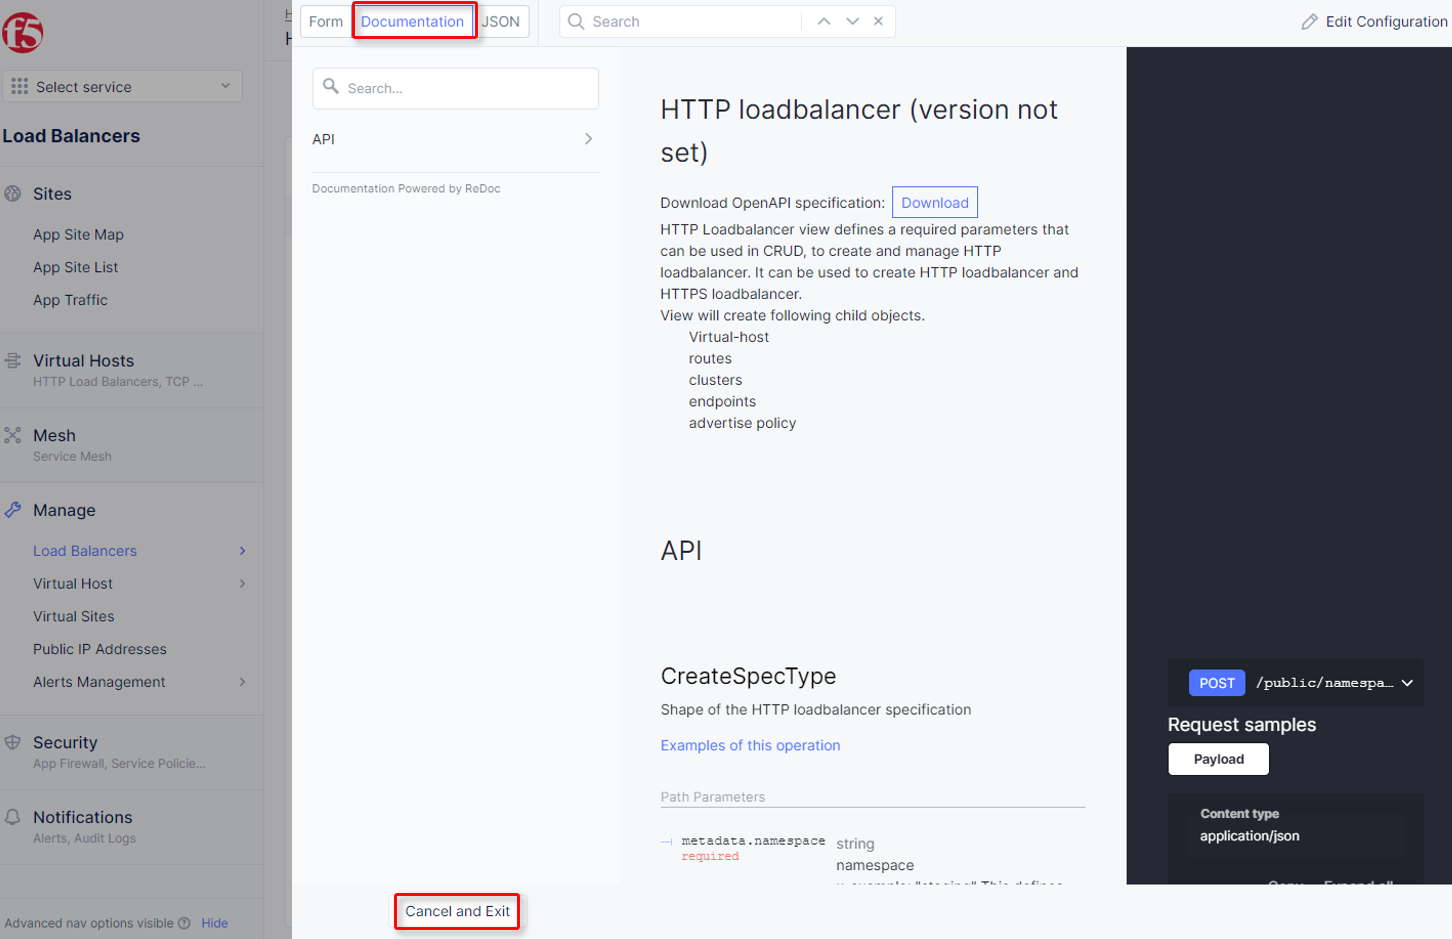 f5
Form
Documentation
JSON
Search
Edit Configuration
Select service
Load Balancers
Sites
App Site Map
App Site List
App Traffic
Virtual Hosts
HTTP Load Balancers, TCP ...
Mesh
Service Mesh
Manage
Load Balancers
Virtual Host
Virtual Sites
Public IP Addresses
Alerts Management
Security
App Firewall, Service Policie...
Notifications
Alerts, Audit Logs
Advanced nav options visible
Hide
Search...
API
Documentation Powered by ReDoc
HTTP loadbalancer (version not
set)
Download OpenAPI specification: Download
HTTP Loadbalancer view defines a required parameters that
can be used in CRUD, to create and manage HTTP
loadbalancer. It can be used to create HTTP loadbalancer and
HTTPS loadbalancer.
View will create following child objects.
Virtual-host
routes
clusters
endpoints
advertise policy
API
CreateSpecType
Shape of the HTTP loadbalancer specification
Examples of this operation
Path Parameters
metadata.namespace string
required
namespace
POST /public/namespa...
Request samples
Payload
Content type
application/json
Cancel and Exit